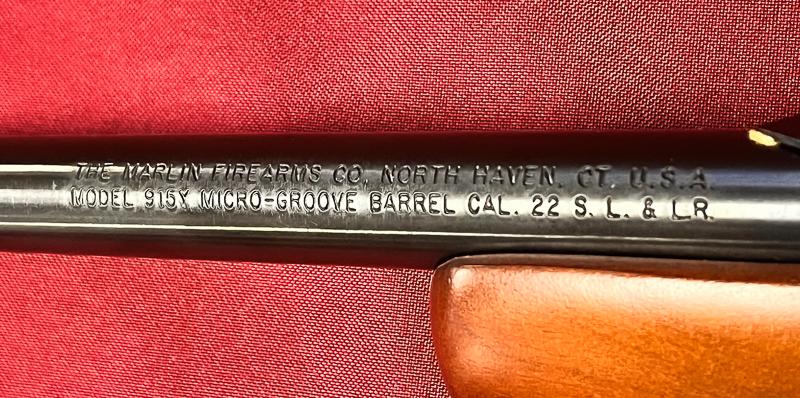 THE MARLIN FIREARMS CO. NORTH HAVEN. CT. U.S.A.
MODEL 915Y MICRO-GROOVE BARREL CAL. 22 S. L. & L.R.